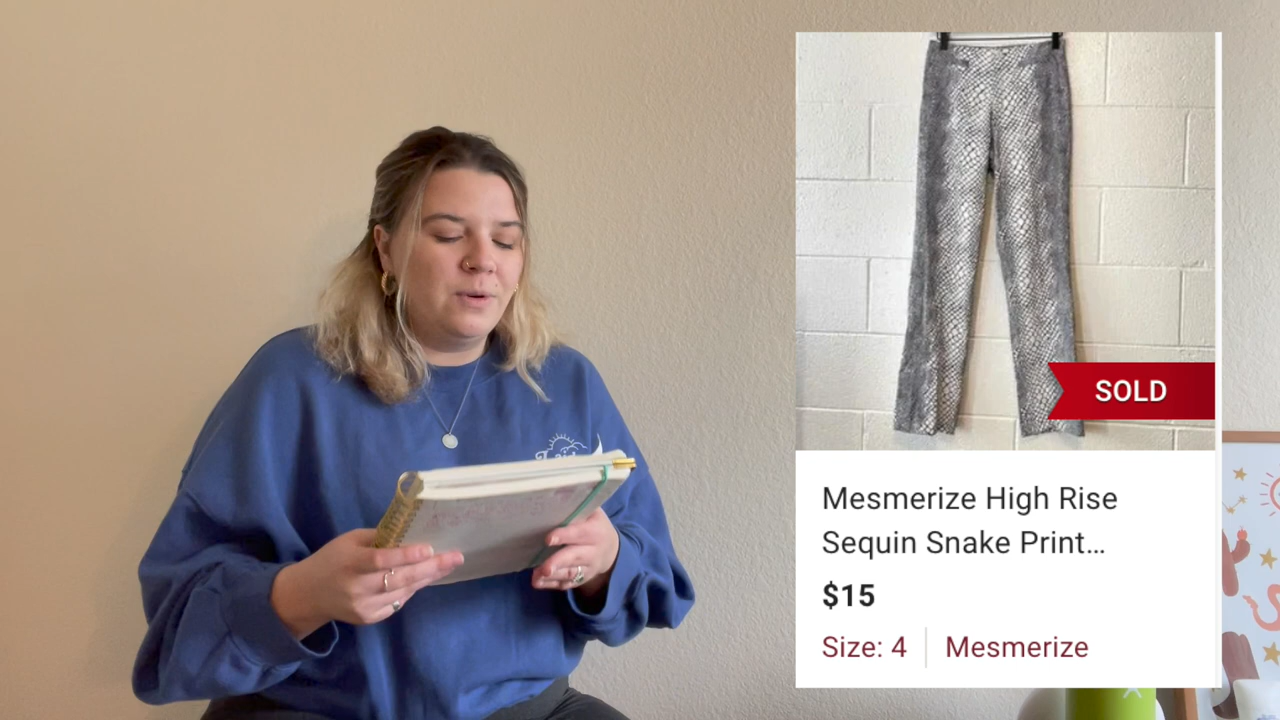 SOLD
Mesmerize High Rise
Sequin Snake Print...
$15
Size: 4 | Mesmerize